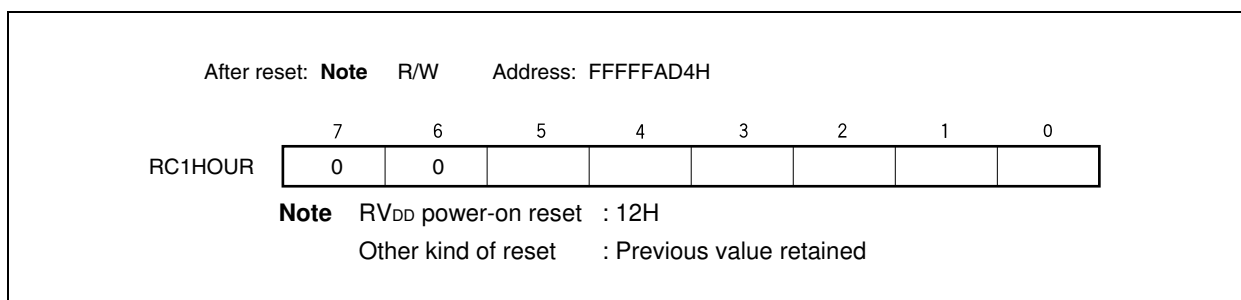 After reset: Note R/W Address: FFFFFAD4H
7 6 5 4 3 2 1 0
RC1HOUR 0 0
Note RVDD power-on reset : 12H
Other kind of reset : Previous value retained